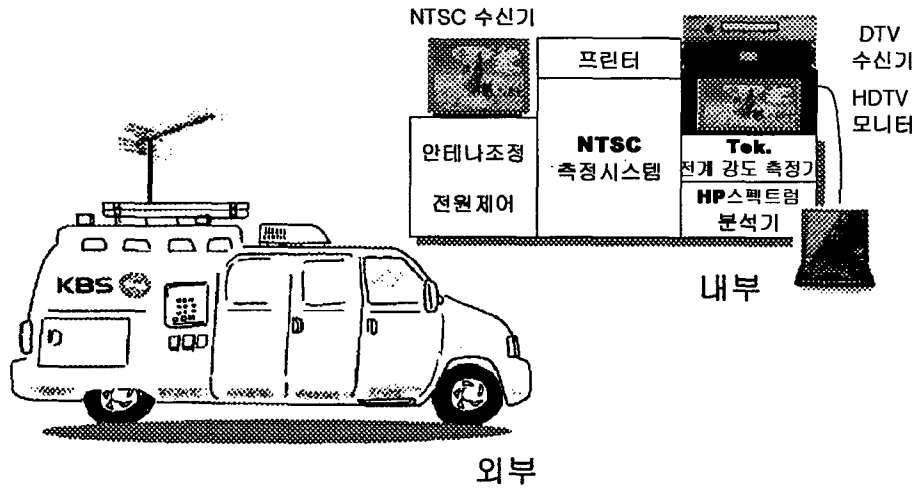 NTSC 수신기
DTV
수신기
HDTV
모니터
프린터
안테나조정
전원제어
NTSC
측정시스템
Tek.
전계 강도 측정기
HP스펙트럼
분석기
내부
KBS
외부